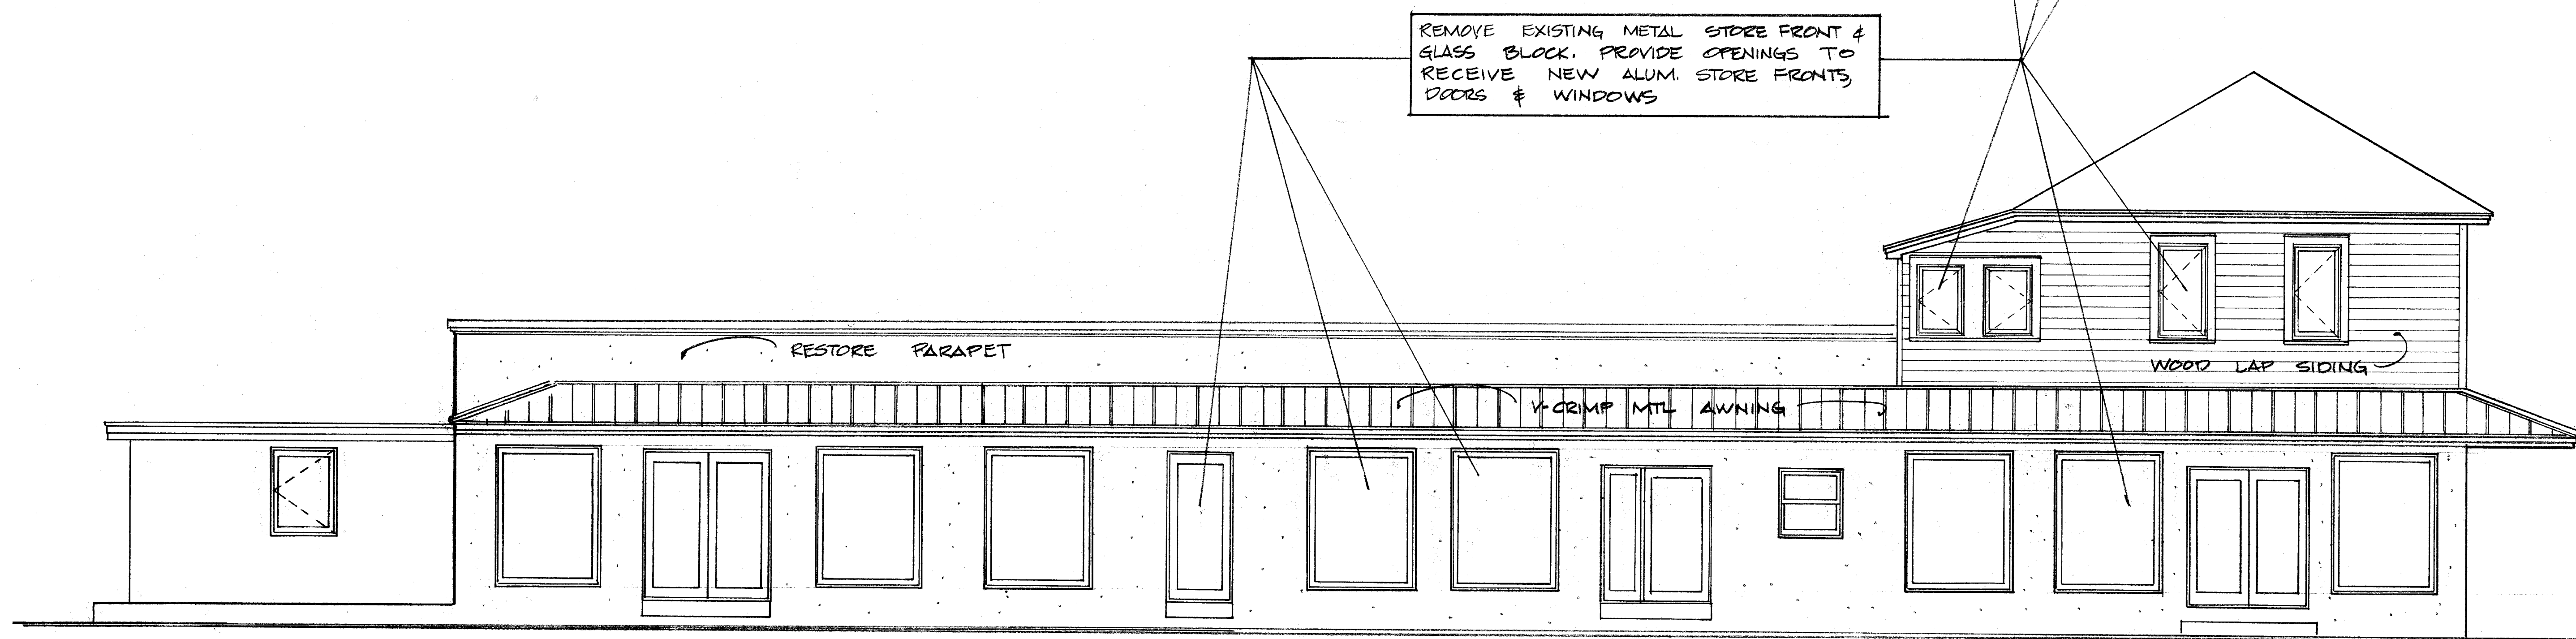 REMOVE EXISTING METAL STORE FRONT &
GLASS BLOCK. PROVIDE OPENINGS TO
RECEIVE NEW ALUM. STORE FRONTS,
DOORS & WINDOWS
RESTORE PARAPET
WOOD LAP SIDING
V-CRIMP MTL AWNING